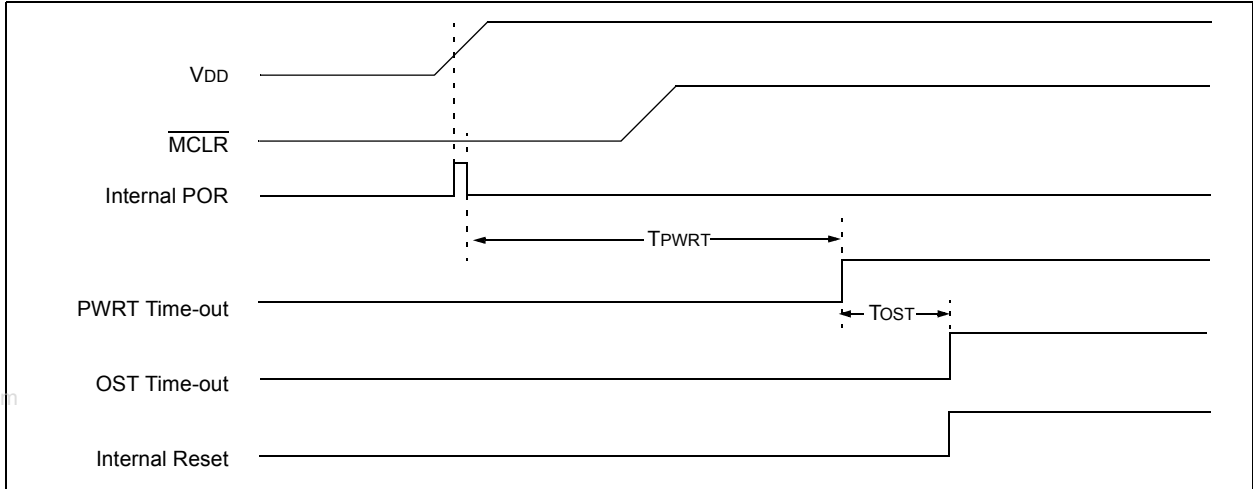 VDD
MCLR
Internal POR
TPWRT
PWRT Time-out
TOST
OST Time-out
m
Internal Reset